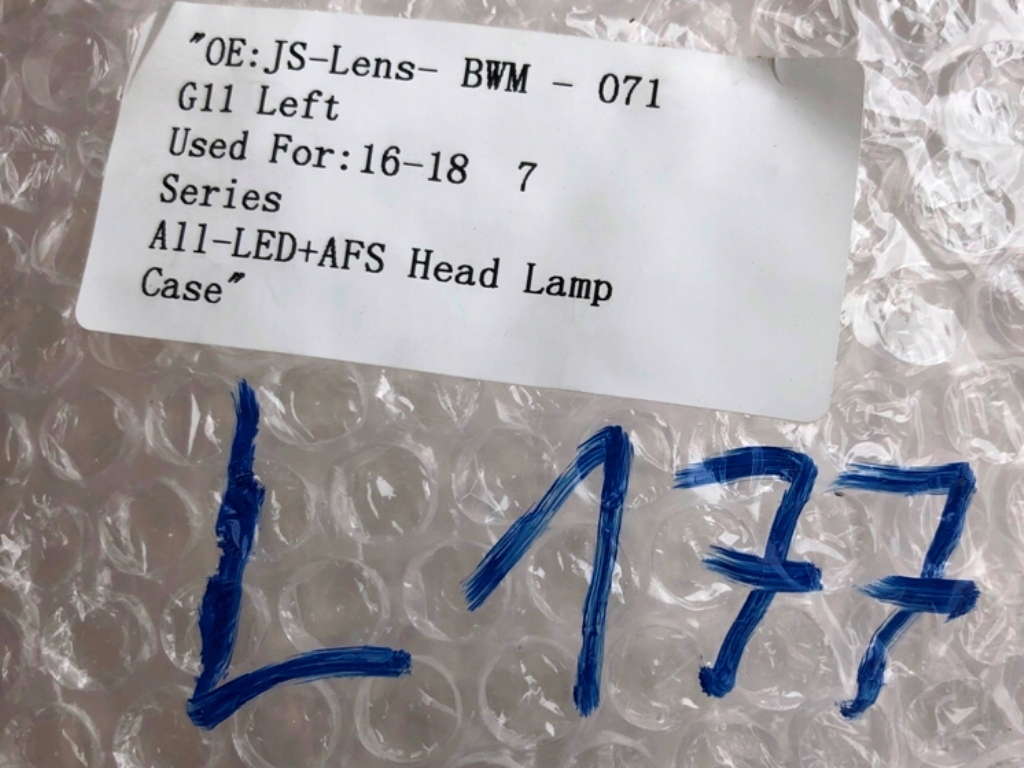 "OE:JS-Lens- BWM - 071
G11 Left
Used For:16-18 7
Series
All-LED+AFS Head Lamp
Case"
L 177